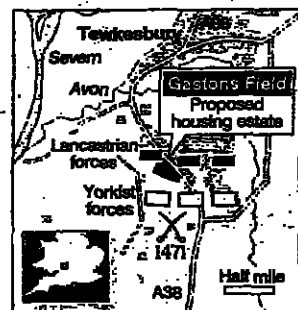 Tewkesbury
Severn
Avon
Gastons Field
Proposed
housing estate
Lancastrian
forces
Yorkist
forces
1471
A38
Half mile